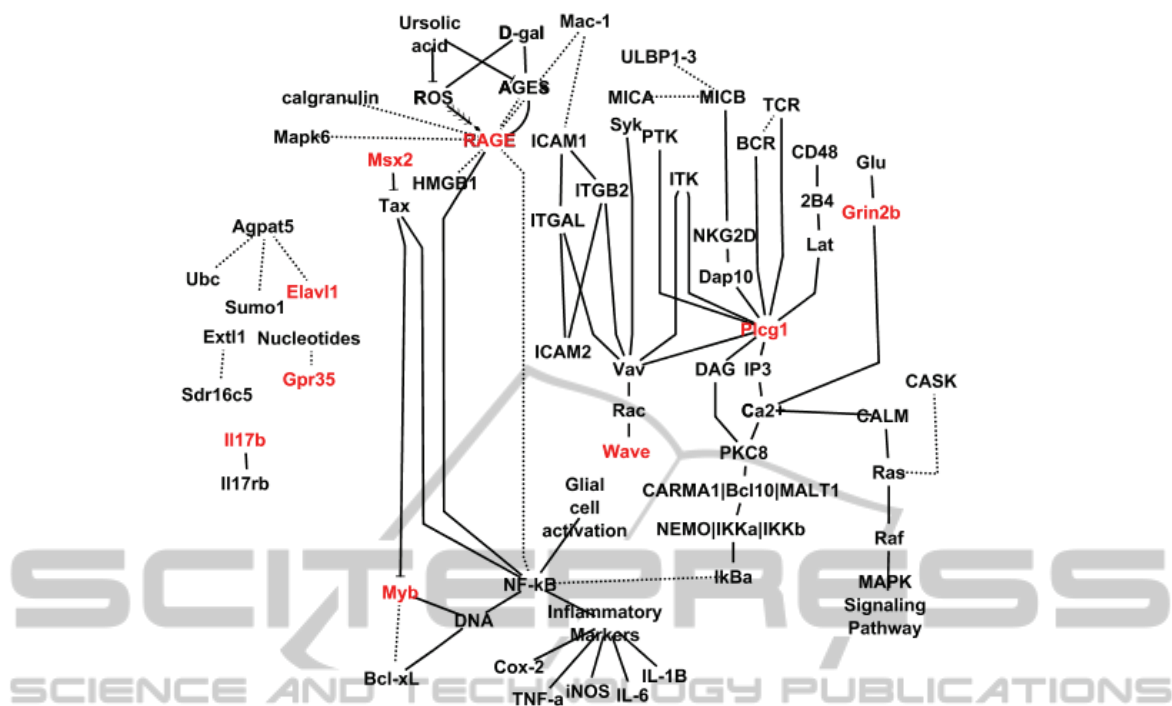 Ursolic
acid
D-gal
Mac-1
ULBP1-3
ROS
AGES
MICA
MICB
TCR
calgranulin
Syk
PTK
Mapk6
RAGE
ICAM1
BCR
CD48
Glu
Msx2
HMGB1
ITGB2
ITK
2B4
Tax
ITGAL
Grin2b
Agpat5
NKG2D
Lat
Ubc
Dap10
Sumo1
Elavl1
Extl1
Nucleotides
Plcg1
ICAM2
Vav
DAG
IP3
Sdr16c5
Gpr35
CASK
Rac
Ca2+
CALM
Il17b
Wave
PKC8
Il17rb
Ras
Glial
cell
activation
CARMA1|Bcl10|MALT1
NEMO|IKKa|IKKb
Raf
Myb
NF-kB
IkBa
MAPK
Signaling
Pathway
DNA
Inflammatory
Markers
Bcl-xL
Cox-2
TNF-a
iNOS
IL-6
IL-1B
SCITEPRESS
SCIENCE AND TECHNOLOGY PUBLICATIONS